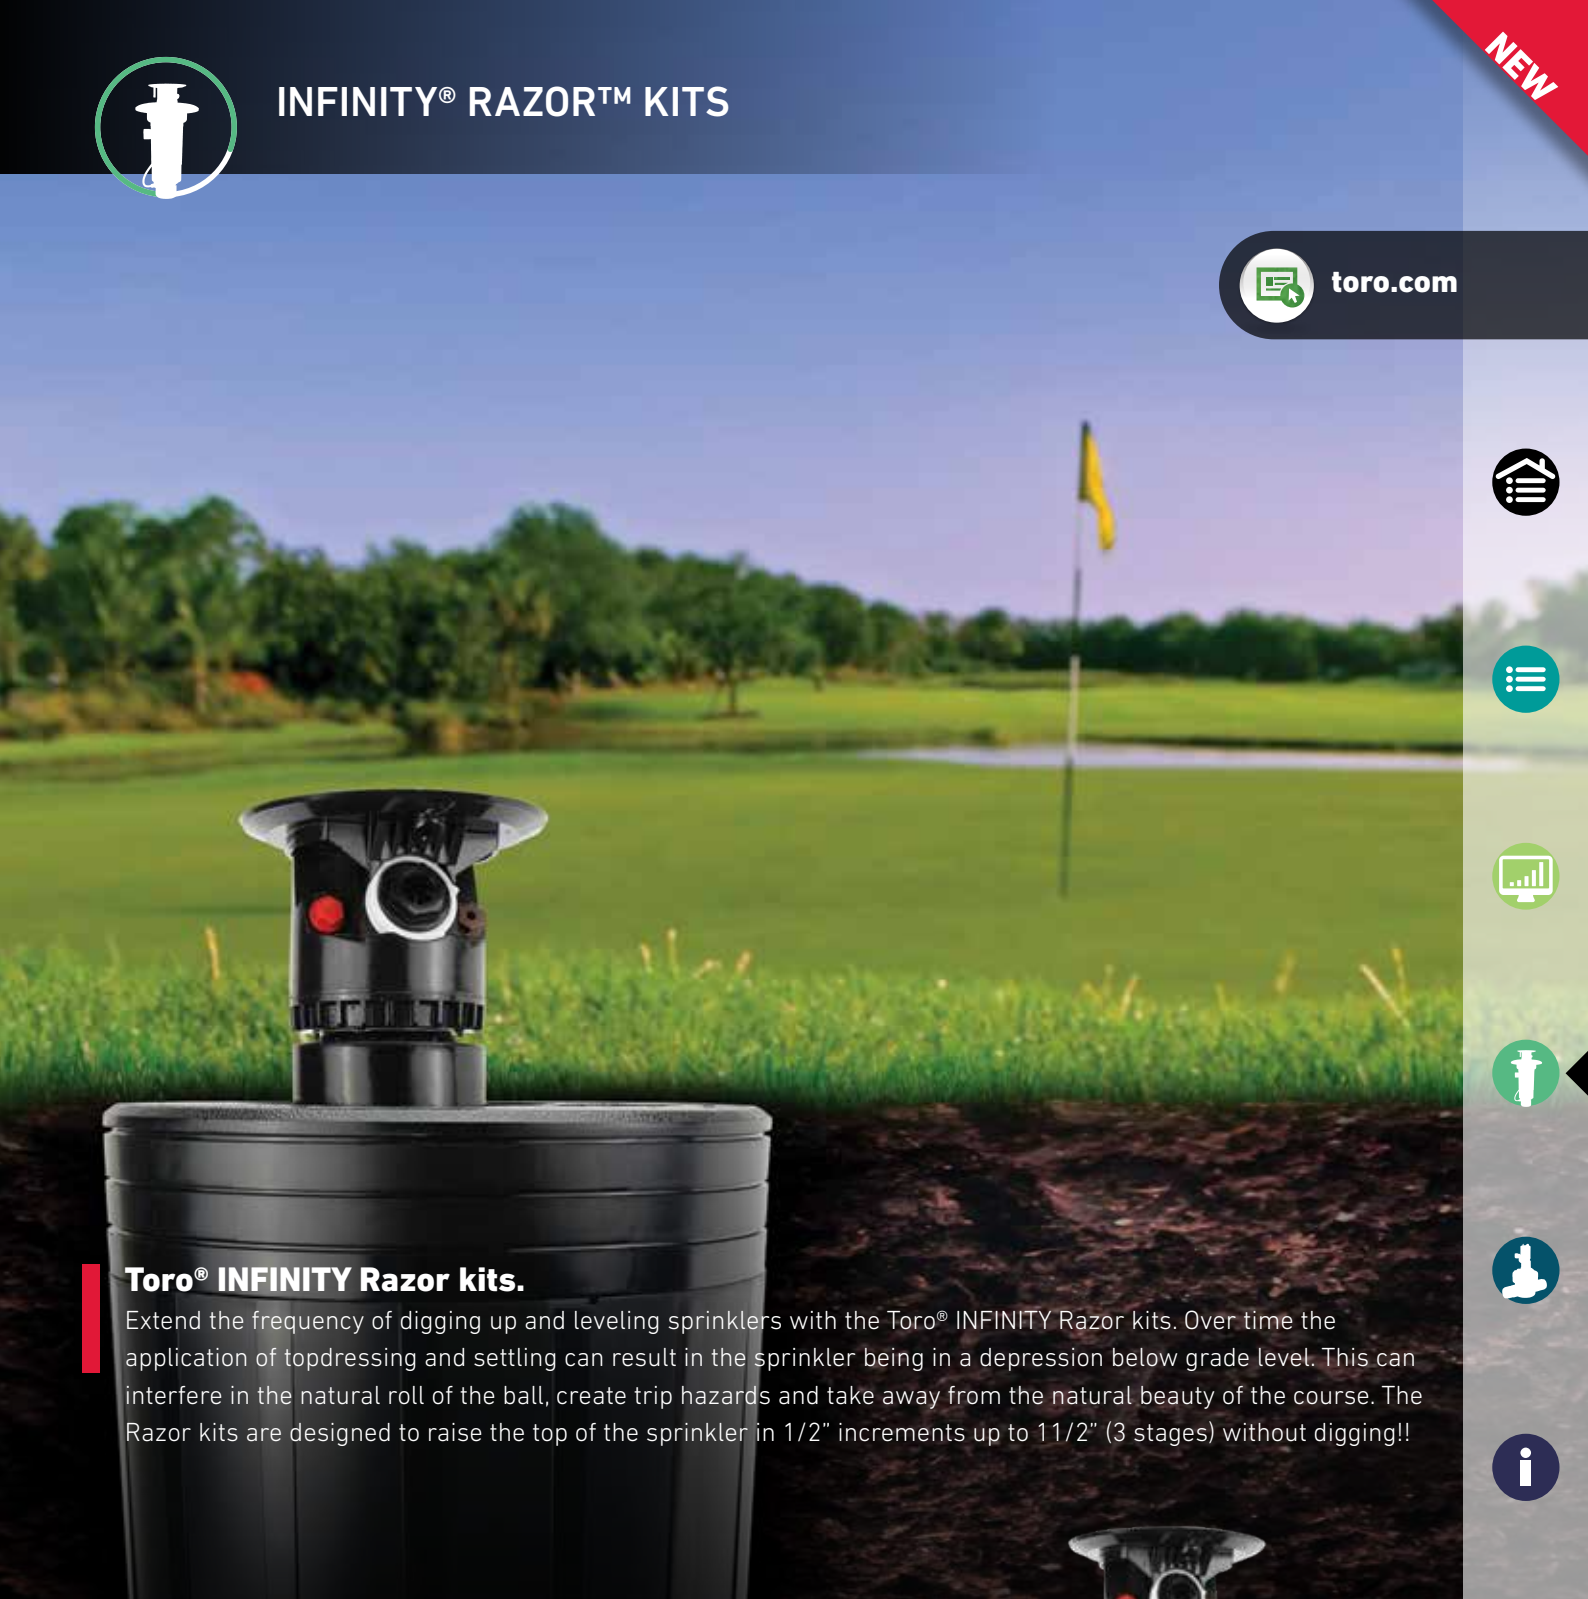 INFINITY® RAZOR™ KITS
NEW
toro.com
Toro® INFINITY Razor kits.
Extend the frequency of digging up and leveling sprinklers with the Toro® INFINITY Razor kits. Over time the
application of topdressing and settling can result in the sprinkler being in a depression below grade level. This can
interfere in the natural roll of the ball, create trip hazards and take away from the natural beauty of the course. The
Razor kits are designed to raise the top of the sprinkler in 1/2” increments up to 11/2” (3 stages) without digging!!